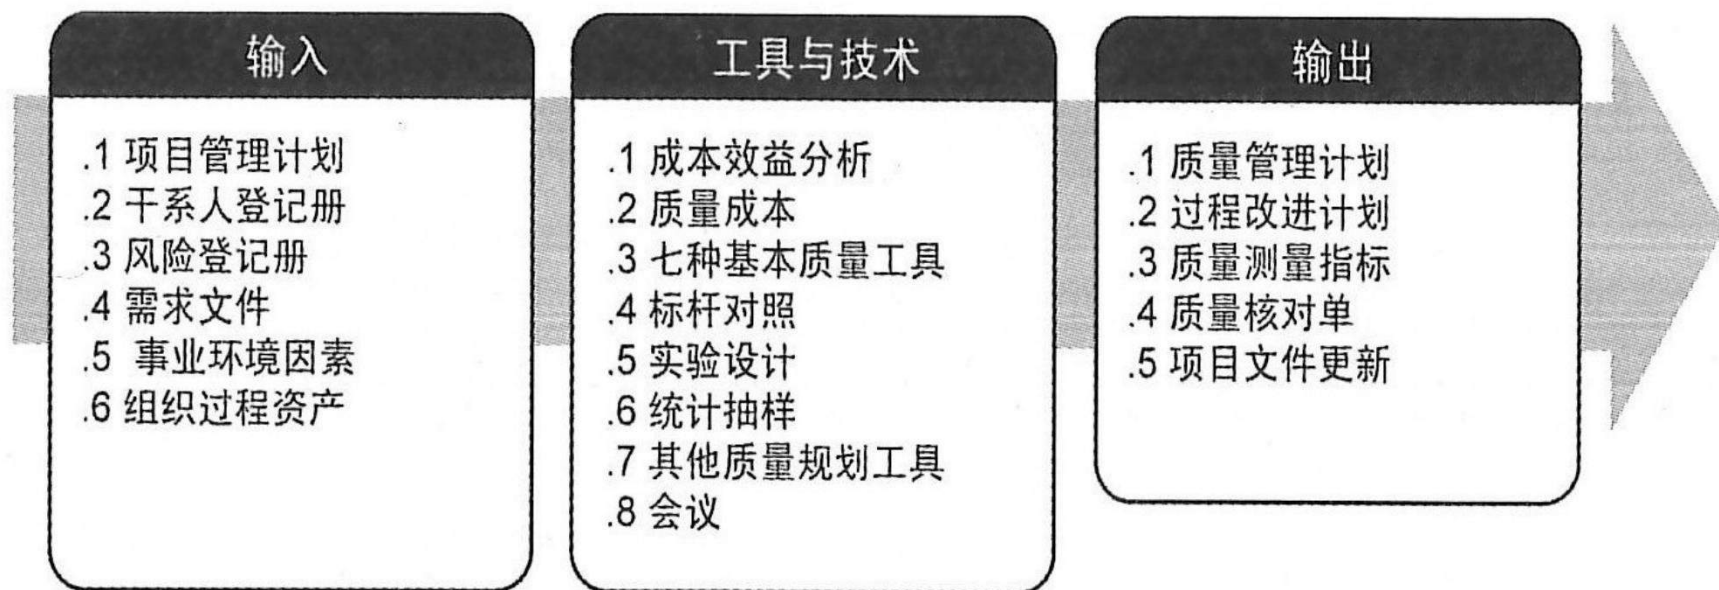 输入
.1 项目管理计划
.2 干系人登记册
.3 风险登记册
.4 需求文件
.5 事业环境因素
.6 组织过程资产
工具与技术
.1 成本效益分析
.2 质量成本
.3 七种基本质量工具
.4 标杆对照
.5 实验设计
.6 统计抽样
.7 其他质量规划工具
.8 会议
输出
.1 质量管理计划
.2 过程改进计划
.3 质量测量指标
.4 质量核对单
.5 项目文件更新